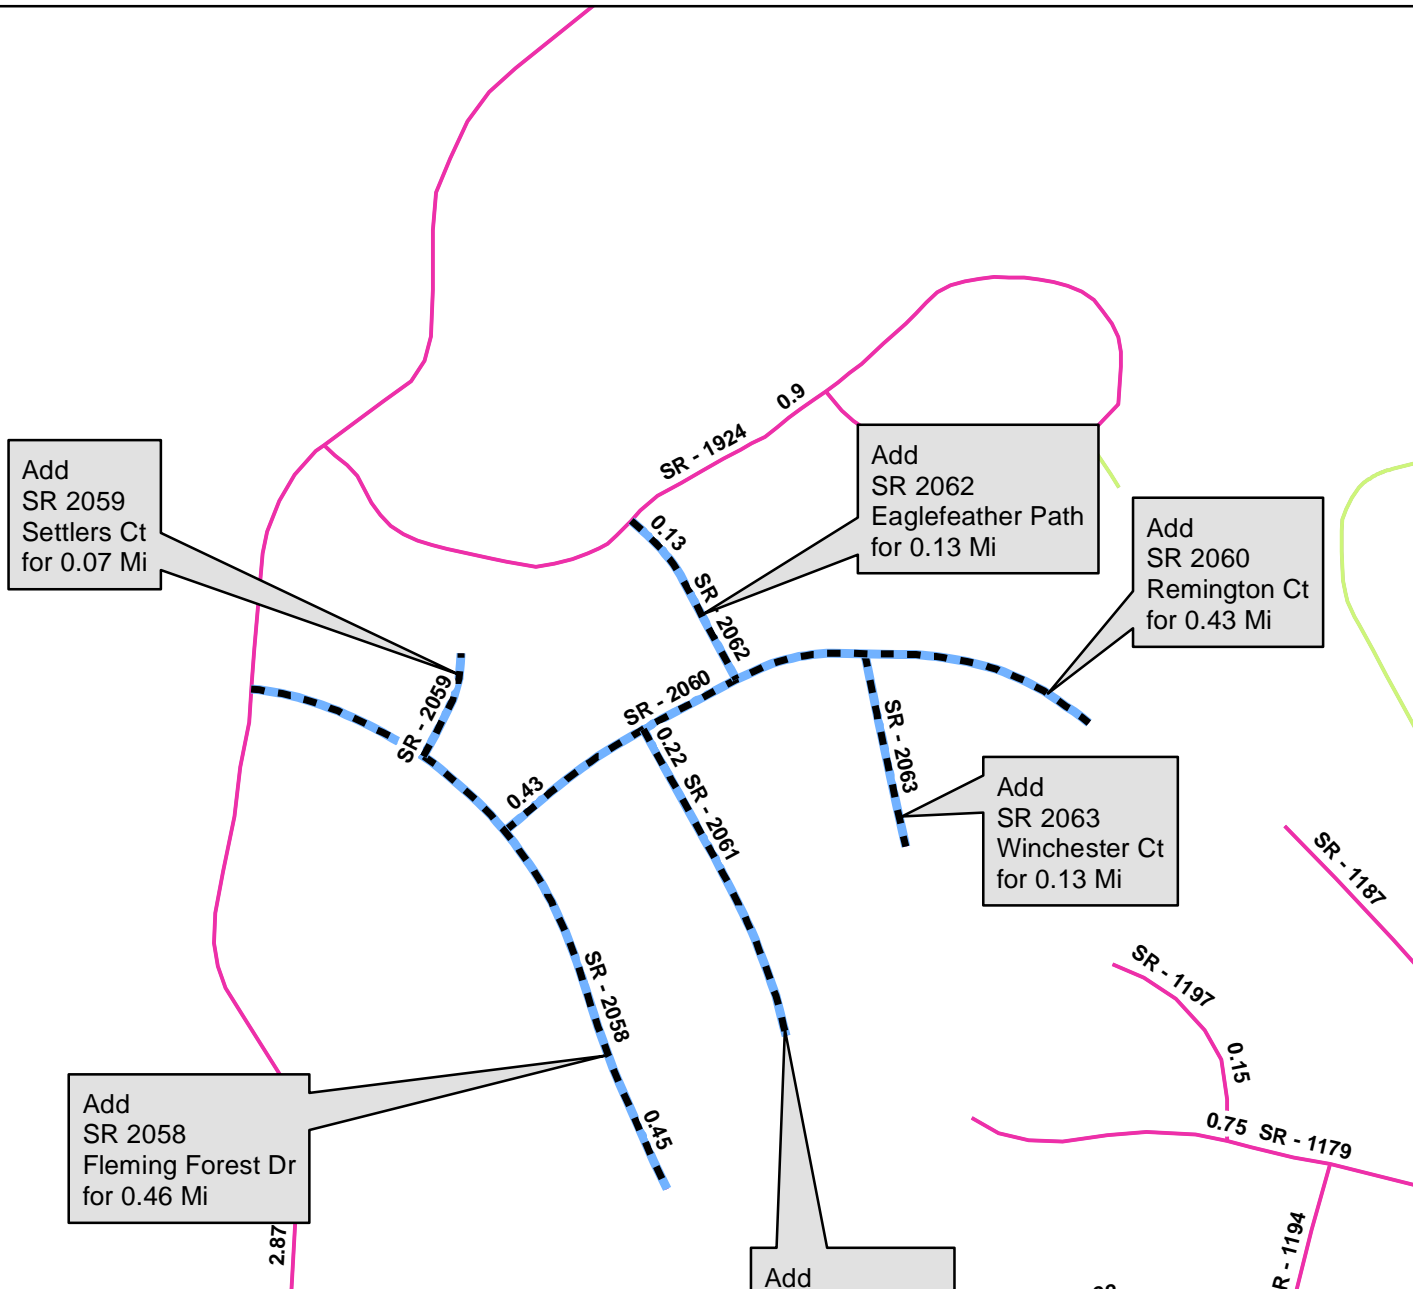 0.9
SR - 1924
Add
SR 2059
Settlers Ct
for 0.07 Mi
Add
SR 2062
Eaglefeather Path
for 0.13 Mi
Add
SR 2060
Remington Ct
for 0.43 Mi
0.13
SR - 2062
SR - 2059
SR - 2060
0.22 SR - 2061
SR - 2063
0.43
Add
SR 2063
Winchester Ct
for 0.13 Mi
SR - 1187
SR - 1197
0.15
SR - 2058
Add
SR 2058
Fleming Forest Dr
for 0.46 Mi
0.45
0.75 SR - 1179
2.87
R - 1194
Add